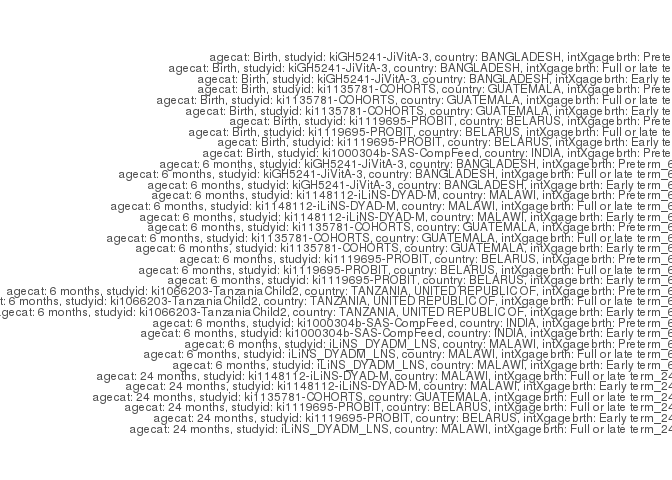 agecat: Birth, studyid: kiGH5241-JiVitA-3, country: BANGLADESH, intXgagebrth: Prete
agecat: Birth, studyid: kiGH5241-JiVitA-3, country: BANGLADESH, intXgagebrth: Full or late te
agecat: Birth, studyid: kiGH5241-JiVitA-3, country: BANGLADESH, intXgagebrth: Early te
agecat: Birth, studyid: ki1135781-COHORTS, country: GUATEMALA, intXgagebrth: Prete
agecat: Birth, studyid: ki1135781-COHORTS, country: GUATEMALA, intXgagebrth: Full or late te
agecat: Birth, studyid: ki1135781-COHORTS, country: GUATEMALA, intXgagebrth: Early te
agecat: Birth, studyid: ki1119695-PROBIT, country: BELARUS, intXgagebrth: Prete
agecat: Birth, studyid: ki1119695-PROBIT, country: BELARUS, intXgagebrth: Full or late te
agecat: Birth, studyid: ki1119695-PROBIT, country: BELARUS, intXgagebrth: Early te
agecat: Birth, studyid: ki1000304b-SAS-CompFeed, country: INDIA, intXgagebrth: Prete
agecat: 6 months, studyid: kiGH5241-JiVitA-3, country: BANGLADESH, intXgagebrth: Preterm_6
agecat: 6 months, studyid: kiGH5241-JiVitA-3, country: BANGLADESH, intXgagebrth: Full or late term_6
agecat: 6 months, studyid: kiGH5241-JiVitA-3, country: BANGLADESH, intXgagebrth: Early term_6
agecat: 6 months, studyid: ki1148112-iLiNS-DYAD-M, country: MALAWI, intXgagebrth: Preterm_6
agecat: 6 months, studyid: ki1148112-iLiNS-DYAD-M, country: MALAWI, intXgagebrth: Full or late term_6
agecat: 6 months, studyid: ki1148112-iLiNS-DYAD-M, country: MALAWI, intXgagebrth: Early term_6
agecat: 6 months, studyid: ki1135781-COHORTS, country: GUATEMALA, intXgagebrth: Preterm_6
agecat: 6 months, studyid: ki1135781-COHORTS, country: GUATEMALA, intXgagebrth: Full or late term_6
agecat: 6 months, studyid: ki1135781-COHORTS, country: GUATEMALA, intXgagebrth: Early term_6
agecat: 6 months, studyid: ki1119695-PROBIT, country: BELARUS, intXgagebrth: Preterm_6
agecat: 6 months, studyid: ki1119695-PROBIT, country: BELARUS, intXgagebrth: Full or late term_6
agecat: 6 months, studyid: ki1119695-PROBIT, country: BELARUS, intXgagebrth: Early term_6
agecat: 6 months, studyid: ki1066203-TanzaniaChild2, country: TANZANIA, UNITED REPUBLIC OF, intXgagebrth: Preterm_6
t: 6 months, studyid: ki1066203-TanzaniaChild2, country: TANZANIA, UNITED REPUBLIC OF, intXgagebrth: Full or late term_6
agecat: 6 months, studyid: ki1066203-TanzaniaChild2, country: TANZANIA, UNITED REPUBLIC OF, intXgagebrth: Early term_6
agecat: 6 months, studyid: ki1000304b-SAS-CompFeed, country: INDIA, intXgagebrth: Preterm_6
agecat: 6 months, studyid: ki1000304b-SAS-CompFeed, country: INDIA, intXgagebrth: Early term_6
agecat: 6 months, studyid: iLiNS_DYADM_LNS, country: MALAWI, intXgagebrth: Preterm_6
agecat: 6 months, studyid: iLiNS_DYADM_LNS, country: MALAWI, intXgagebrth: Full or late term_6
agecat: 6 months, studyid: iLiNS_DYADM_LNS, country: MALAWI, intXgagebrth: Early term_6
agecat: 24 months, studyid: ki1148112-iLiNS-DYAD-M, country: MALAWI, intXgagebrth: Full or late term_24
agecat: 24 months, studyid: ki1148112-iLiNS-DYAD-M, country: MALAWI, intXgagebrth: Early term_24
agecat: 24 months, studyid: ki1135781-COHORTS, country: GUATEMALA, intXgagebrth: Full or late term_24
agecat: 24 months, studyid: ki1119695-PROBIT, country: BELARUS, intXgagebrth: Full or late term_24
agecat: 24 months, studyid: ki1119695-PROBIT, country: BELARUS, intXgagebrth: Early term_24
agecat: 24 months, studyid: iLiNS_DYADM_LNS, country: MALAWI, intXgagebrth: Full or late term_24